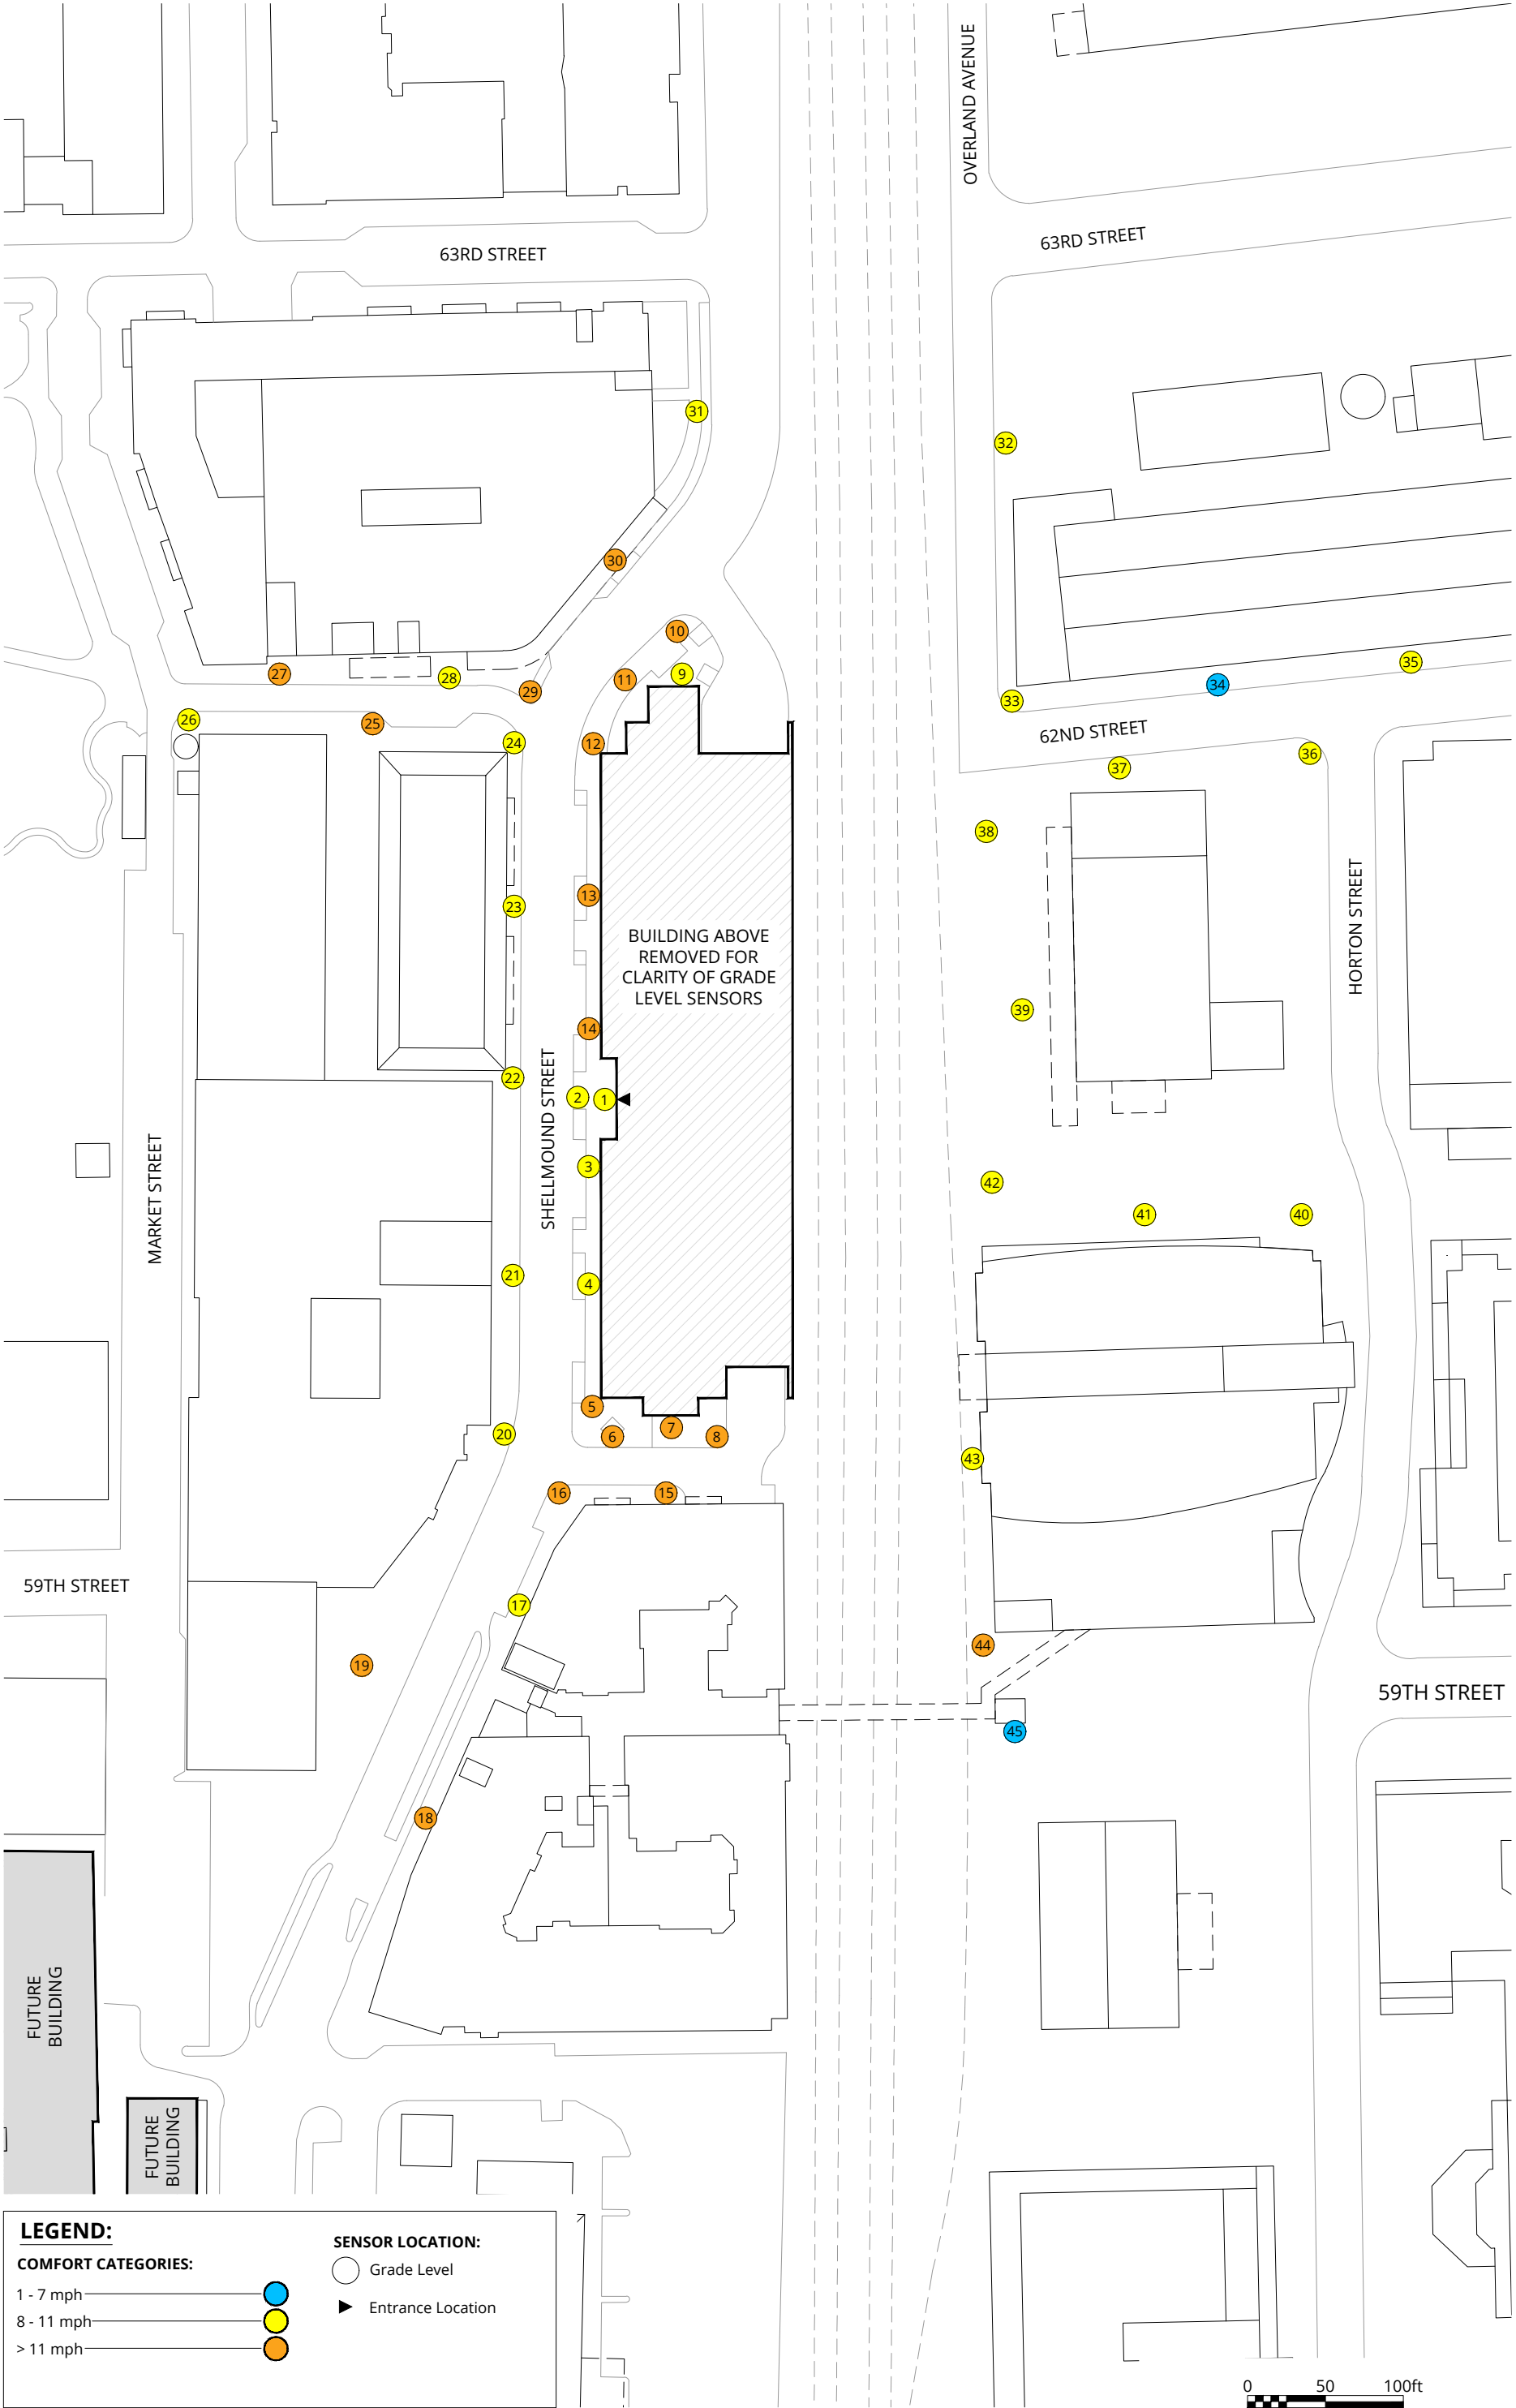 OVERLAND AVENUE
63RD STREET
63RD STREET
31
32
30
10
35
9
27
28
11
34
29
33
26
25
24
12
62ND STREET
36
37
38
13
23
HORTON STREET
BUILDING ABOVE
REMOVED FOR
CLARITY OF GRADE
LEVEL SENSORS
39
14
22
2
1
SHELLMOUND STREET
MARKET STREET
3
42
41
40
21
4
5
7
20
6
8
43
16
15
59TH STREET
17
44
19
59TH STREET
45
18
FUTURE
BUILDING
FUTURE
BUILDING
LEGEND:
COMFORT CATEGORIES:
1 - 7 mph
8 - 11 mph
> 11 mph
SENSOR LOCATION:
Grade Level
Entrance Location
0 50 100ft